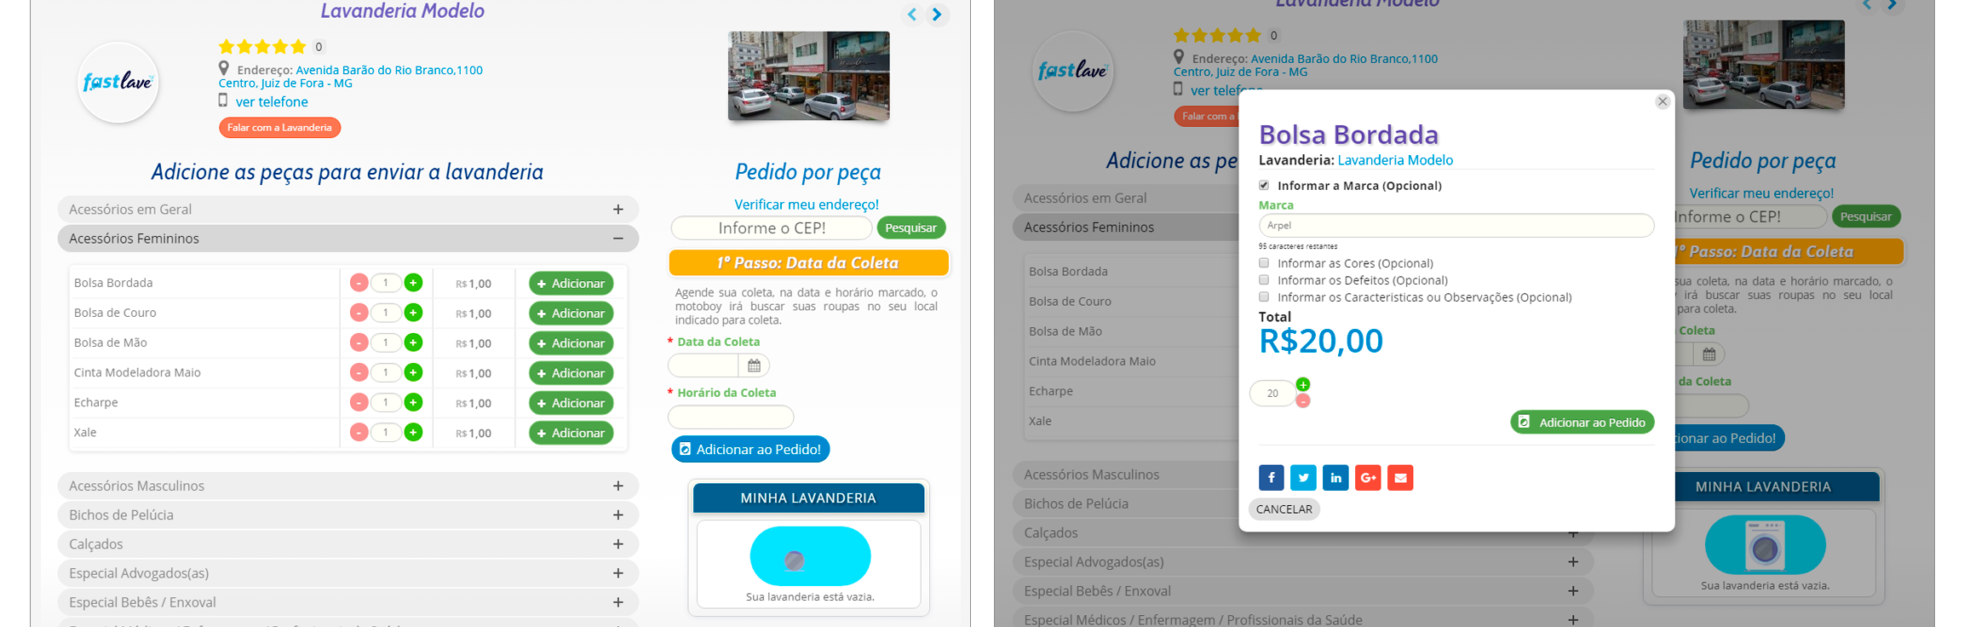 Lavanderia Modelo
fastlave
0
Endereço: Avenida Barão do Rio Branco,1100
Centro, Juiz de Fora - MG
ver telefone
Falar com a Lavanderia
Adicione as peças para enviar a lavanderia
Acessórios em Geral +
Acessórios Femininos −
Bolsa Bordada - 1 + R$ 1,00 + Adicionar
Bolsa de Couro - 1 + R$ 1,00 + Adicionar
Bolsa de Mão - 1 + R$ 1,00 + Adicionar
Cinta Modeladora Maio - 1 + R$ 1,00 + Adicionar
Echarpe - 1 + R$ 1,00 + Adicionar
Xale - 1 + R$ 1,00 + Adicionar
Acessórios Masculinos +
Bichos de Pelúcia +
Calçados +
Especial Advogados(as) +
Especial Bebês / Enxoval +
Pedido por peça
Verificar meu endereço!
Informe o CEP! Pesquisar
1º Passo: Data da Coleta
Agende sua coleta, na data e horário marcado, o
motoboy irá buscar suas roupas no seu local
indicado para coleta.
* Data da Coleta
* Horário da Coleta
Adicionar ao Pedido!
MINHA LAVANDERIA
Sua lavanderia está vazia.
Lavanderia Modelo
fastlave
0
Endereço: Avenida Barão do Rio Branco,1100
Centro, Juiz de Fora - MG
ver telefone
Falar com a
Adicione as pe
Acessórios em Geral
Acessórios Femininos
Bolsa Bordada
Bolsa de Couro
Bolsa de Mão
Cinta Modeladora Maio
Echarpe
Xale
Acessórios Masculinos
Bichos de Pelúcia
Calçados +
Especial Advogados(as) +
Especial Bebês / Enxoval +
Especial Médicos / Enfermagem / Profissionais da Saúde +
Bolsa Bordada
Lavanderia: Lavanderia Modelo
Informar a Marca (Opcional)
Marca
Arpel
95 caracteres restantes
Informar as Cores (Opcional)
Informar os Defeitos (Opcional)
Informar os Caracteristicas ou Observações (Opcional)
Total
R$20,00
20 + -
Adicionar ao Pedido
f in G+
CANCELAR
Pedido por peça
Verificar meu endereço!
Informe o CEP! Pesquisar
º Passo: Data da Coleta
sua coleta, na data e horário marcado, o
irá buscar suas roupas no seu local
para coleta.
Coleta
da Coleta
ionar ao Pedido!
MINHA LAVANDERIA
Sua lavanderia está vazia.